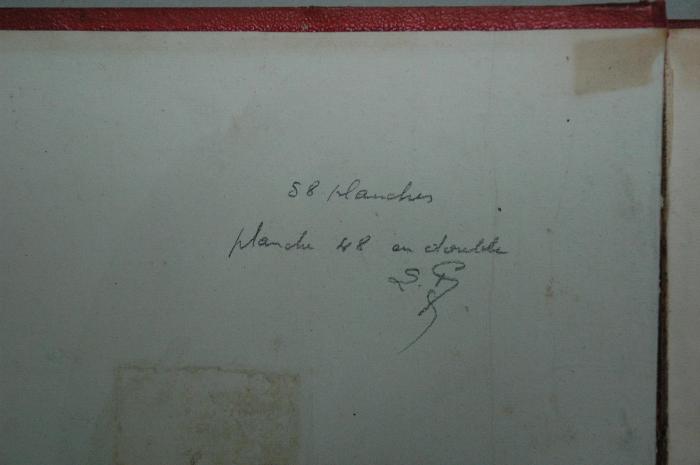 58 planches
planche 48 en double